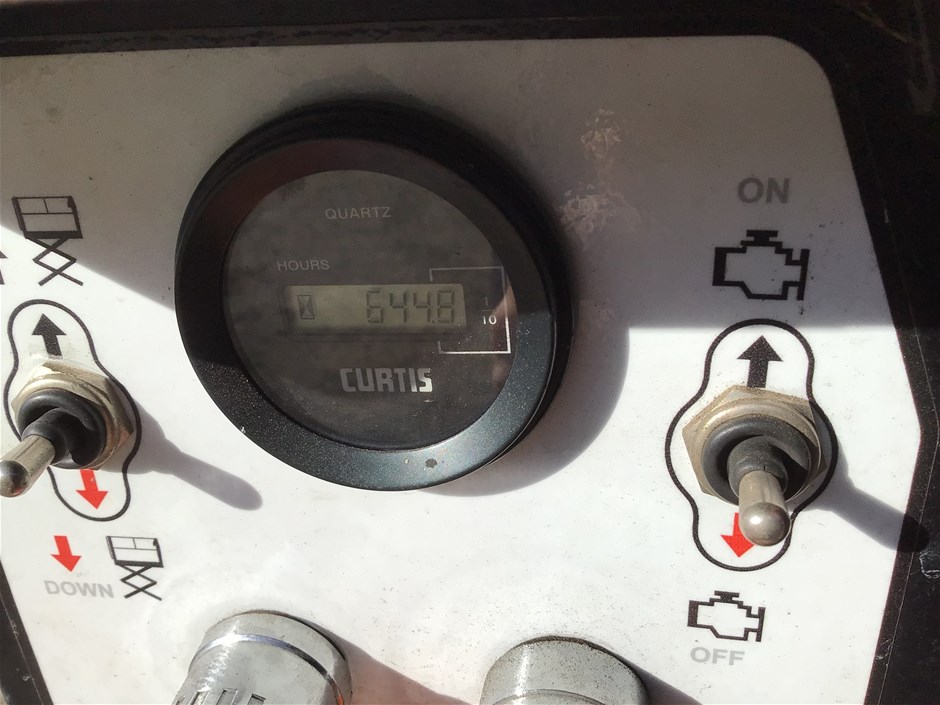 QUARTZ
HOURS
644.8
1
10
CURTIS
ON
DOWN
OFF